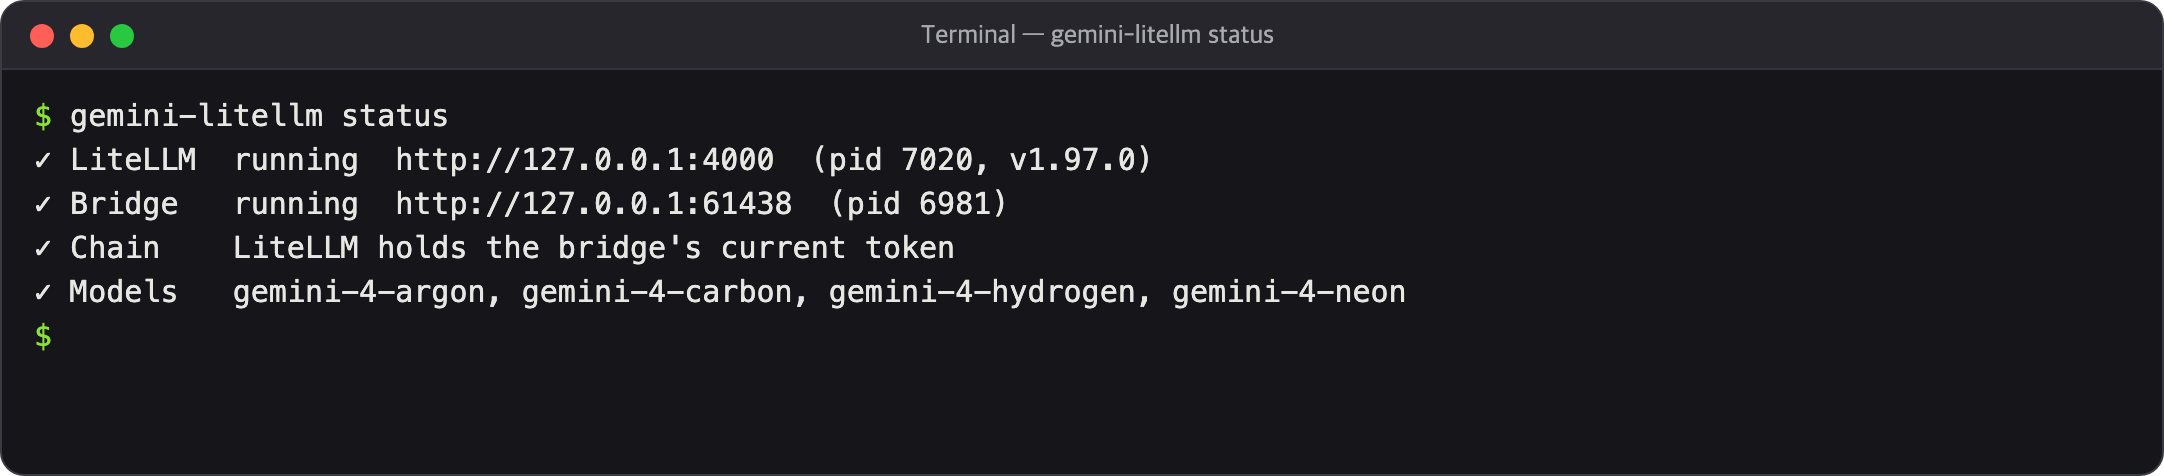 Terminal — gemini-litellm status
$ gemini-litellm status
✓ LiteLLM  running  http://127.0.0.1:4000  (pid 7020, v1.97.0)
✓ Bridge   running  http://127.0.0.1:61438  (pid 6981)
✓ Chain    LiteLLM holds the bridge's current token
✓ Models   gemini-4-argon, gemini-4-carbon, gemini-4-hydrogen, gemini-4-neon
$